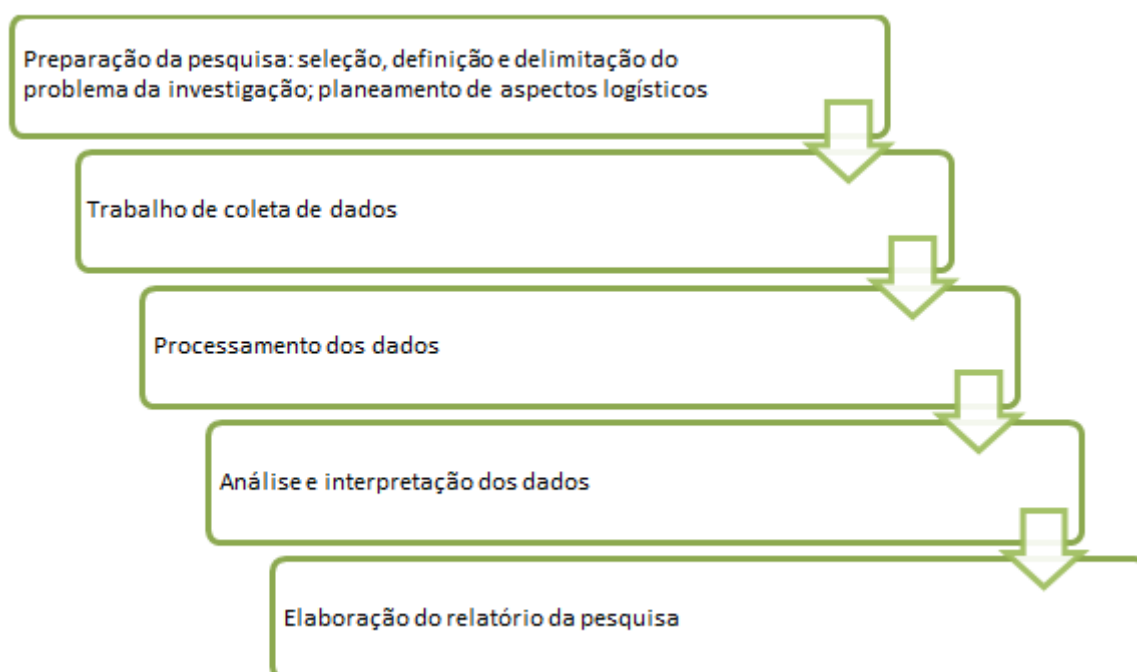 Preparação da pesquisa: seleção, definição e delimitação do
problema da investigação; planeamento de aspectos logísticos
Trabalho de coleta de dados
Processamento dos dados
Análise e interpretação dos dados
Elaboração do relatório da pesquisa